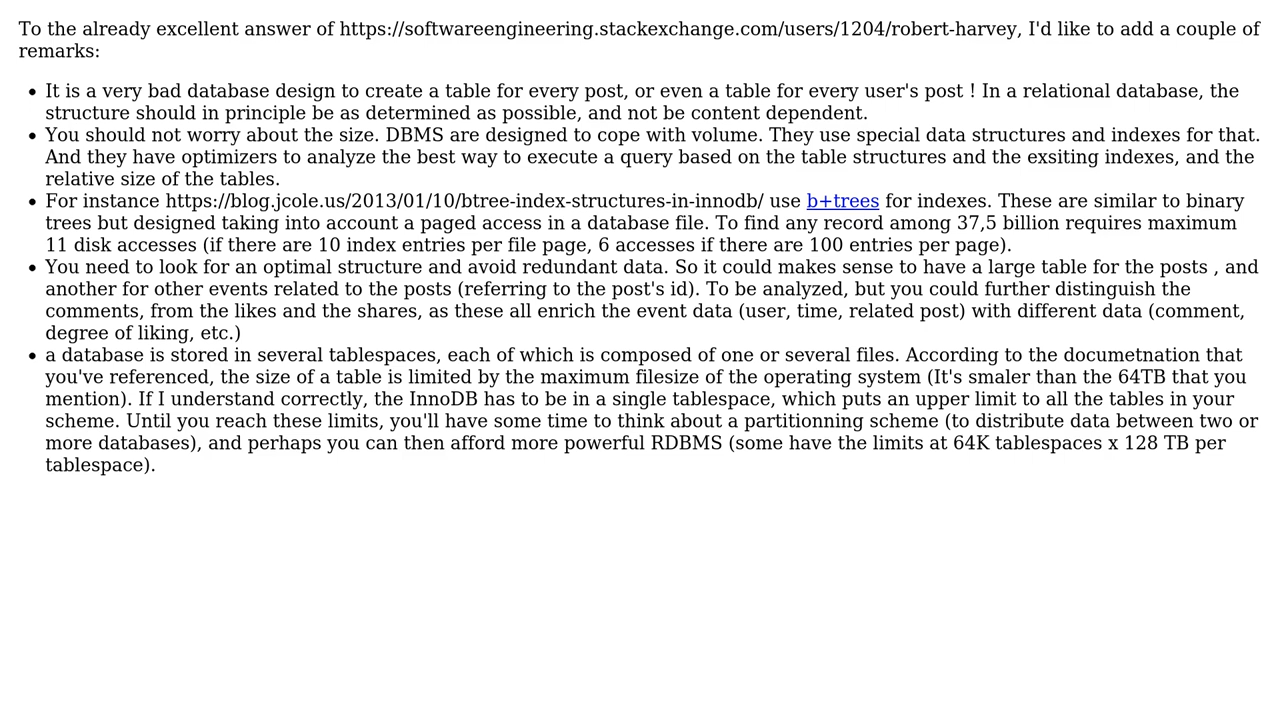 To the already excellent answer of https://softwareengineering.stackexchange.com/users/1204/robert-harvey, I'd like to add a couple of
remarks:
• It is a very bad database design to create a table for every post, or even a table for every user's post ! In a relational database, the
structure should in principle be as determined as possible, and not be content dependent.
• You should not worry about the size. DBMS are designed to cope with volume. They use special data structures and indexes for that.
And they have optimizers to analyze the best way to execute a query based on the table structures and the exsiting indexes, and the
relative size of the tables.
• For instance https://blog.jcole.us/2013/01/10/btree-index-structures-in-innodb/ use b+trees for indexes. These are similar to binary
trees but designed taking into account a paged access in a database file. To find any record among 37,5 billion requires maximum
11 disk accesses (if there are 10 index entries per file page, 6 accesses if there are 100 entries per page).
• You need to look for an optimal structure and avoid redundant data. So it could makes sense to have a large table for the posts , and
another for other events related to the posts (referring to the post's id). To be analyzed, but you could further distinguish the
comments, from the likes and the shares, as these all enrich the event data (user, time, related post) with different data (comment,
degree of liking, etc.)
• a database is stored in several tablespaces, each of which is composed of one or several files. According to the documetnation that
you've referenced, the size of a table is limited by the maximum filesize of the operating system (It's smaler than the 64TB that you
mention). If I understand correctly, the InnoDB has to be in a single tablespace, which puts an upper limit to all the tables in your
scheme. Until you reach these limits, you'll have some time to think about a partitionning scheme (to distribute data between two or
more databases), and perhaps you can then afford more powerful RDBMS (some have the limits at 64K tablespaces x 128 TB per
tablespace).